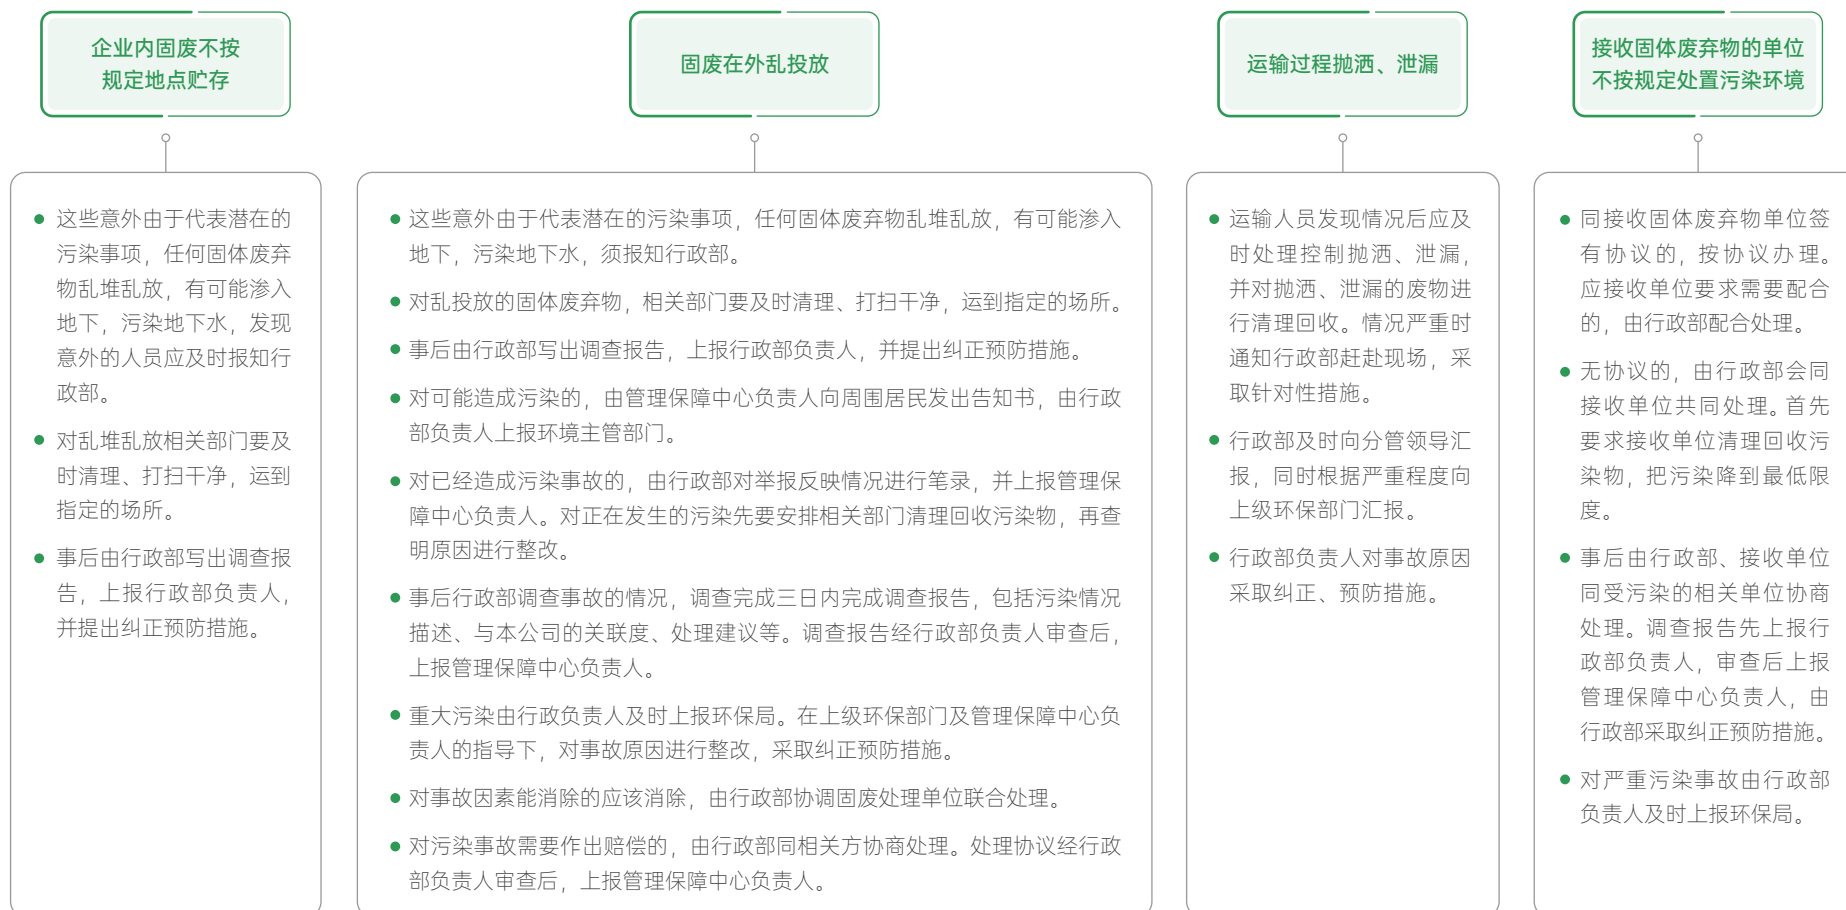 企业内固废不按
规定地点贮存
这些意外由于代表潜在的
污染事项，任何固体废弃
物乱堆乱放，有可能渗入
地下，污染地下水，发现
意外的人员应及时报知行
政部。
对乱堆乱放相关部门要及
时清理、打扫干净，运到
指定的场所。
事后由行政部写出调查报
告，上报行政部负责人，
并提出纠正预防措施。
固废在外乱投放
这些意外由于代表潜在的污染事项，任何固体废弃物乱堆乱放，有可能渗入
地下，污染地下水，须报知行政部。
对乱投放的固体废弃物，相关部门要及时清理、打扫干净，运到指定的场所。
事后由行政部写出调查报告，上报行政部负责人，并提出纠正预防措施。
对可能造成污染的，由管理保障中心负责人向周围居民发出告知书，由行政
部负责人上报环境主管部门。
对已经造成污染事故的，由行政部对举报反映情况进行笔录，并上报管理保
障中心负责人。对正在发生的污染先要安排相关部门清理回收污染物，再查
明原因进行整改。
事后行政部调查事故的情况，调查完成三日内完成调查报告，包括污染情况
描述、与本公司的关联度、处理建议等。调查报告经行政部负责人审查后，
上报管理保障中心负责人。
重大污染由行政负责人及时上报环保局。在上级环保部门及管理保障中心负
责人的指导下，对事故原因进行整改，采取纠正预防措施。
对事故因素能消除的应该消除，由行政部协调固废处理单位联合处理。
对污染事故需要作出赔偿的，由行政部同相关方协商处理。处理协议经行政
部负责人审查后，上报管理保障中心负责人。
运输过程抛洒、泄漏
运输人员发现情况后应及
时处理控制抛洒、泄漏，
并对抛洒、泄漏的废物进
行清理回收。情况严重时
通知行政部赶赴现场，采
取针对性措施。
行政部及时向分管领导汇
报，同时根据严重程度向
上级环保部门汇报。
行政部负责人对事故原因
采取纠正、预防措施。
接收固体废弃物的单位
不按规定处置污染环境
同接收固体废弃物单位签
有协议的，按协议办理。
应接收单位要求需要配合
的，由行政部配合处理。
无协议的，由行政部会同
接收单位共同处理。首先
要求接收单位清理回收污
染物，把污染降到最低限
度。
事后由行政部、接收单位
同受污染的相关单位协商
处理。调查报告先上报行
政部负责人，审查后上报
管理保障中心负责人，由
行政部采取纠正预防措施。
对严重污染事故由行政部
负责人及时上报环保局。